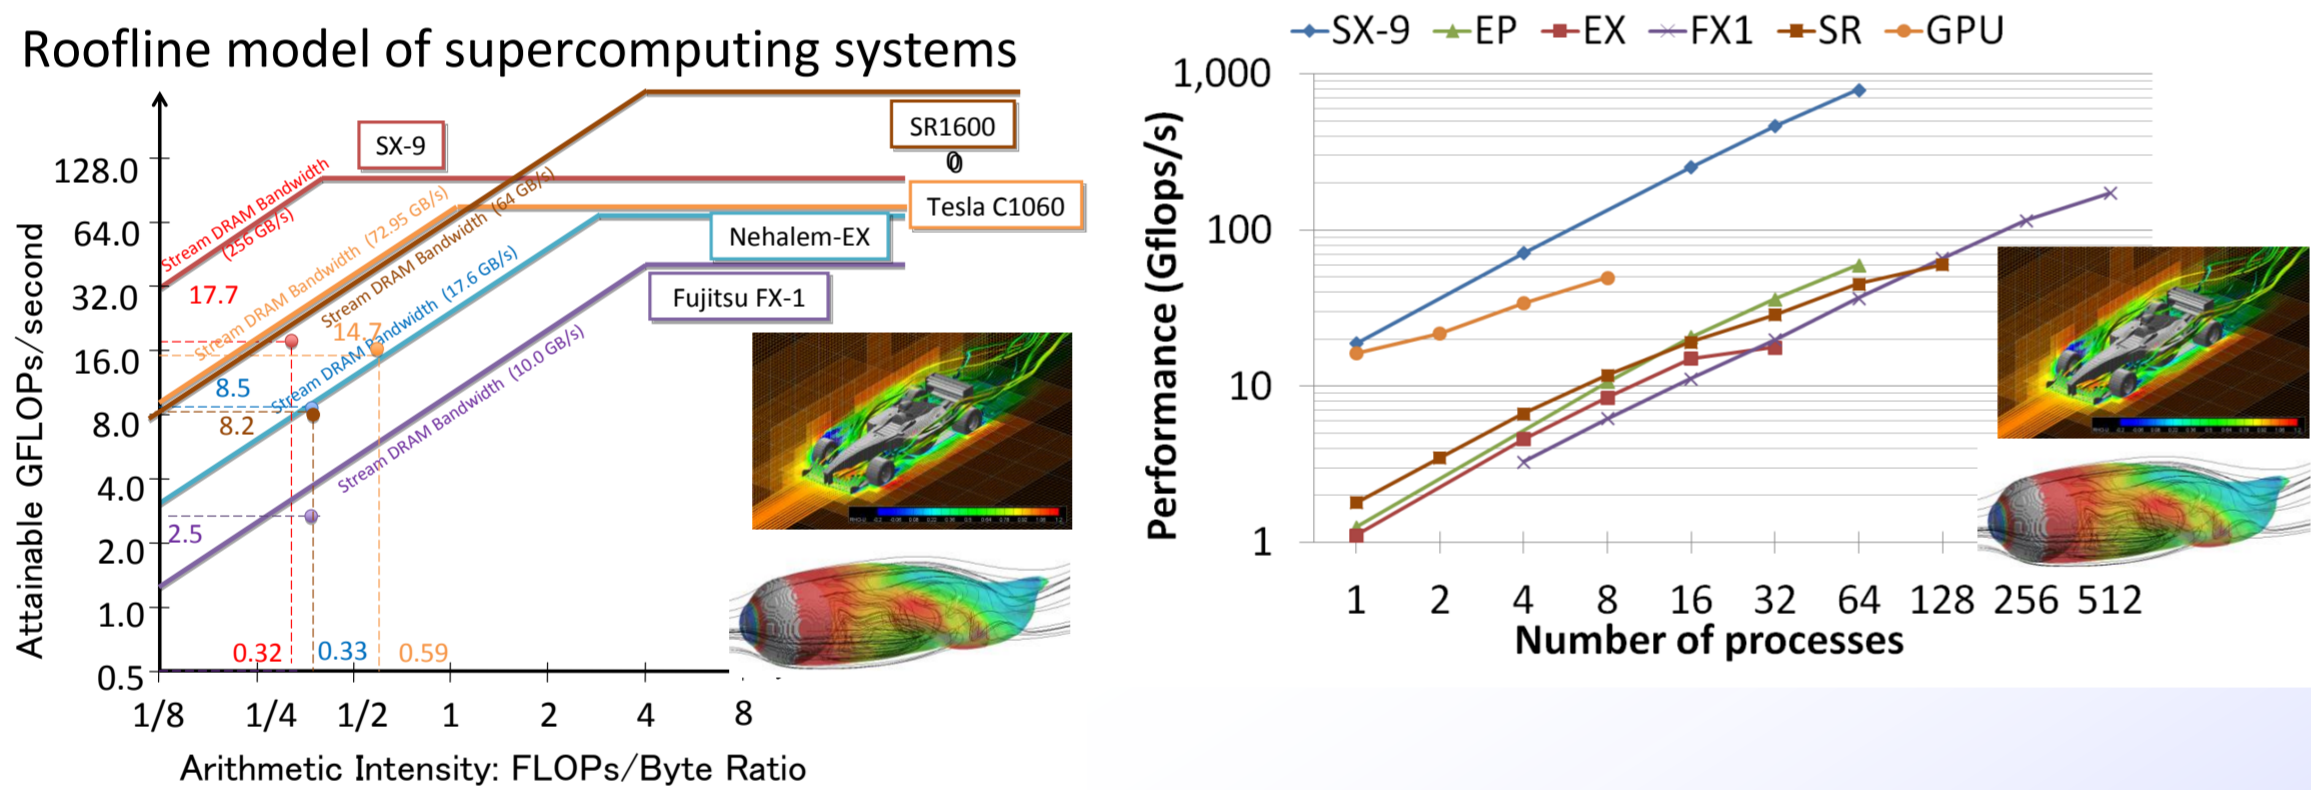 Roofline model of supercomputing systems
SX-9
SR1600
0
Tesla C1060
Nehalem-EX
Fujitsu FX-1
Attainable GFLOPs/second
128.0
64.0
32.0
16.0
8.0
4.0
2.0
1.0
0.5
Stream DRAM Bandwidth
(256 GB/s)
Stream DRAM Bandwidth (72.95 GB/s)
Stream DRAM Bandwidth (64 GB/s)
Stream DRAM Bandwidth (17.6 GB/s)
Stream DRAM Bandwidth (10.0 GB/s)
17.7
14.7
8.5
8.2
2.5
0.32
0.33
0.59
1/8 1/4 1/2 1 2 4 8
Arithmetic Intensity: FLOPs/Byte Ratio
SX-9 EP EX FX1 SR GPU
Performance (Gflops/s)
1,000
100
10
1
1 2 4 8 16 32 64 128 256 512
Number of processes